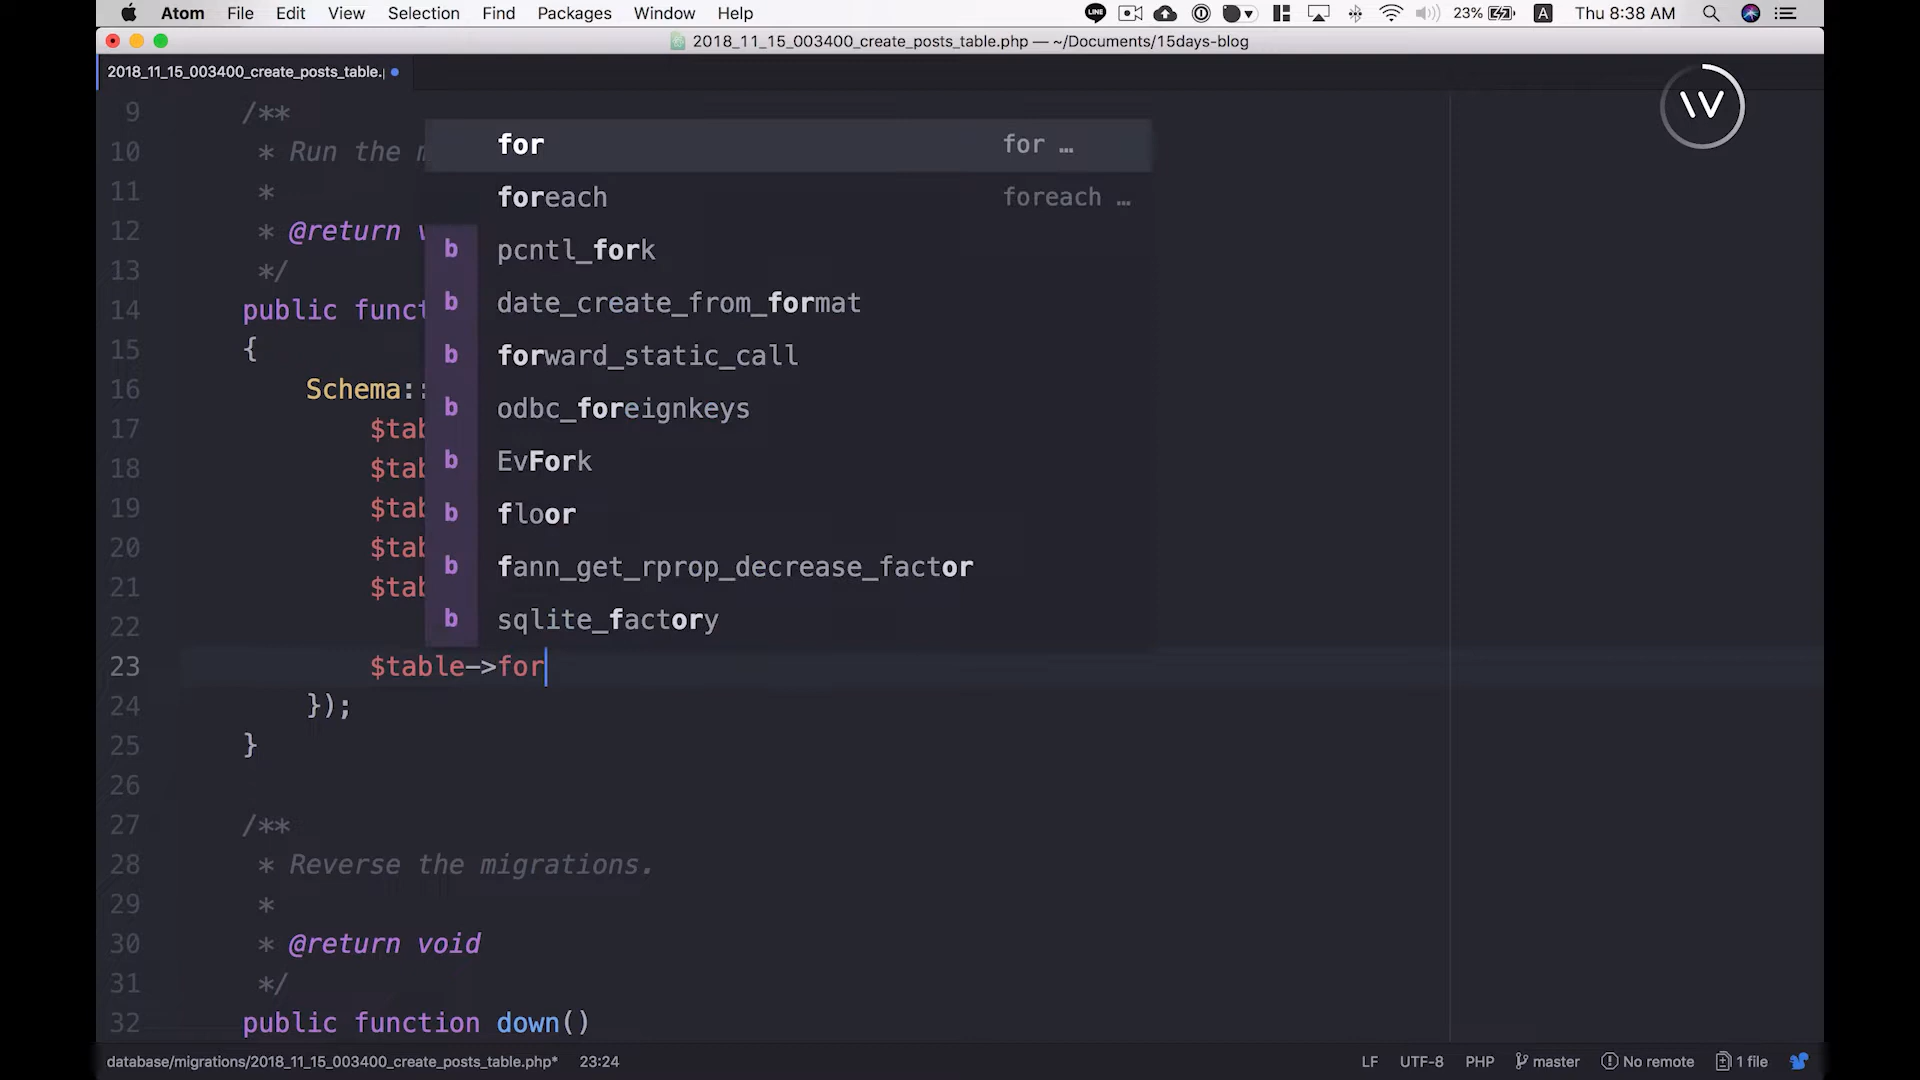 Atom File Edit View Selection Find Packages Window Help LINE 23% A Thu 8:38 AM
2018_11_15_003400_create_posts_table.php — ~/Documents/15days-blog
2018_11_15_003400_create_posts_table.
W
9 /**
10 * Run the
11 *
12 * @return
13 */
14 public funct
15 {
16 Schema::
17 $tab
18 $tab
19 $tab
20 $tab
21 $tab
22
23 $table->for
24 });
25 }
26
27 /**
28 * Reverse the migrations.
29 *
30 * @return void
31 */
32 public function down()
for for …
foreach foreach …
b pcntl_fork
b date_create_from_format
b forward_static_call
b odbc_foreignkeys
b EvFork
b floor
b fann_get_rprop_decrease_factor
b sqlite_factory
database/migrations/2018_11_15_003400_create_posts_table.php* 23:24 LF UTF-8 PHP master No remote 1 file